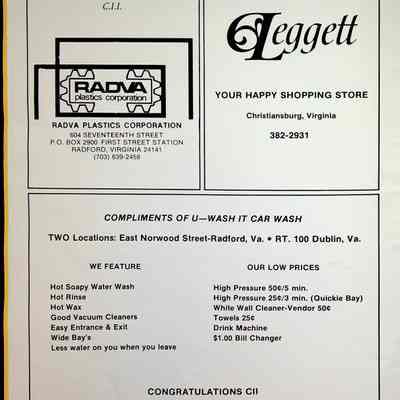 C.I.I.
RADVA
plastics corporation
RADVA PLASTICS CORPORATION
604 SEVENTEENTH STREET
P.O. BOX 2900 FIRST STREET STATION
RADFORD, VIRGINIA 24141
(703) 639-2458
Leggett
YOUR HAPPY SHOPPING STORE
Christiansburg, Virginia
382-2931
COMPLIMENTS OF U—WASH IT CAR WASH
TWO Locations: East Norwood Street-Radford, Va. • RT. 100 Dublin, Va.
WE FEATURE
Hot Soapy Water Wash
Hot Rinse
Hot Wax
Good Vacuum Cleaners
Easy Entrance & Exit
Wide Bay's
Less water on you when you leave
OUR LOW PRICES
High Pressure 50¢/5 min.
High Pressure 25¢/3 min. (Quickie Bay)
While Wall Cleaner-Vendor 50¢
Towels 25¢
Drink Machine
$1.00 Bill Changer
CONGRATULATIONS CII